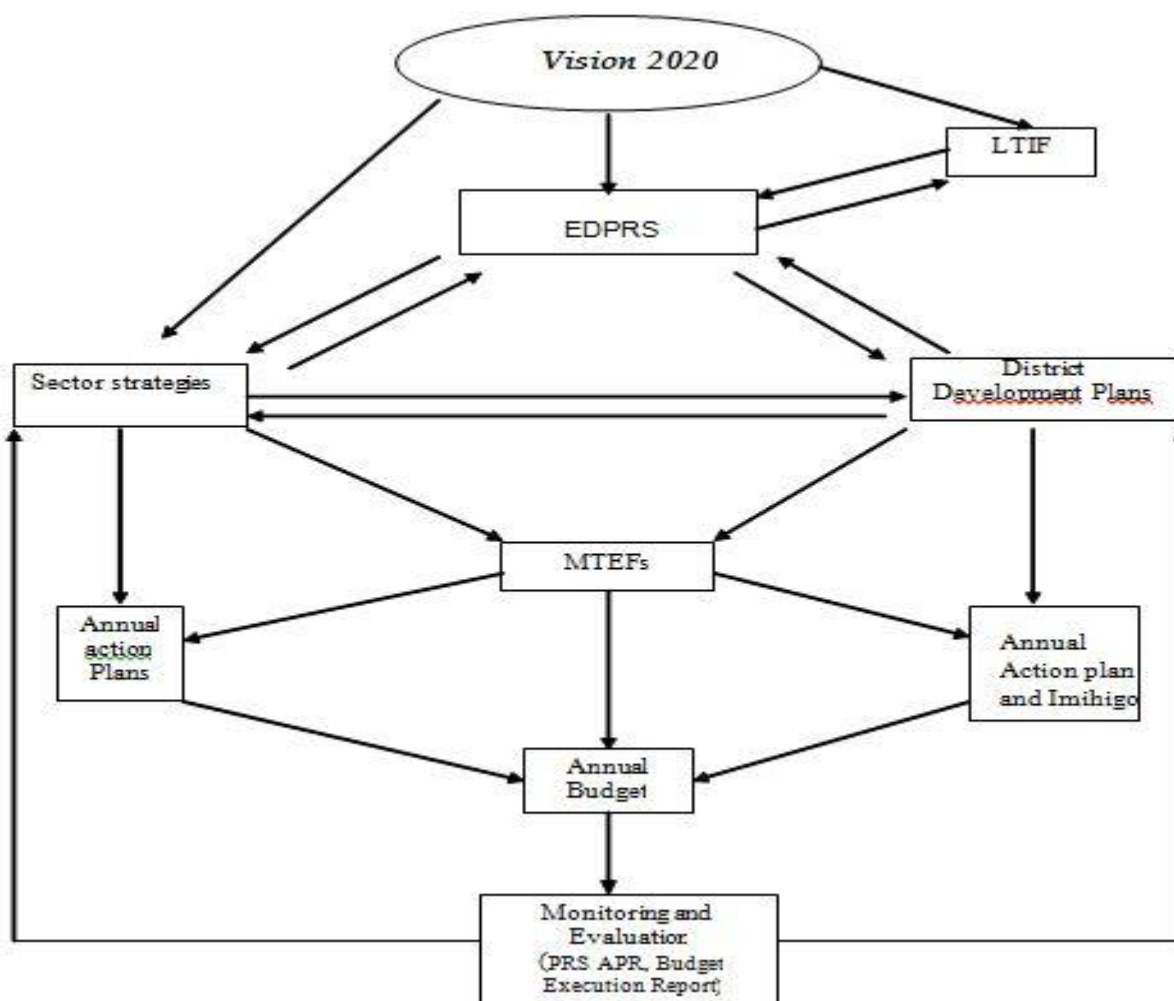 Vision 2020
LTIF
EDPRS
Sector strategies
District
Development Plans
MTEFs
Annual
action
Plans
Annual
Action plan
and Imihigo
Annual
Budget
Monitoring and
Evaluation.
(PRS APR, Budget
Execution Report)